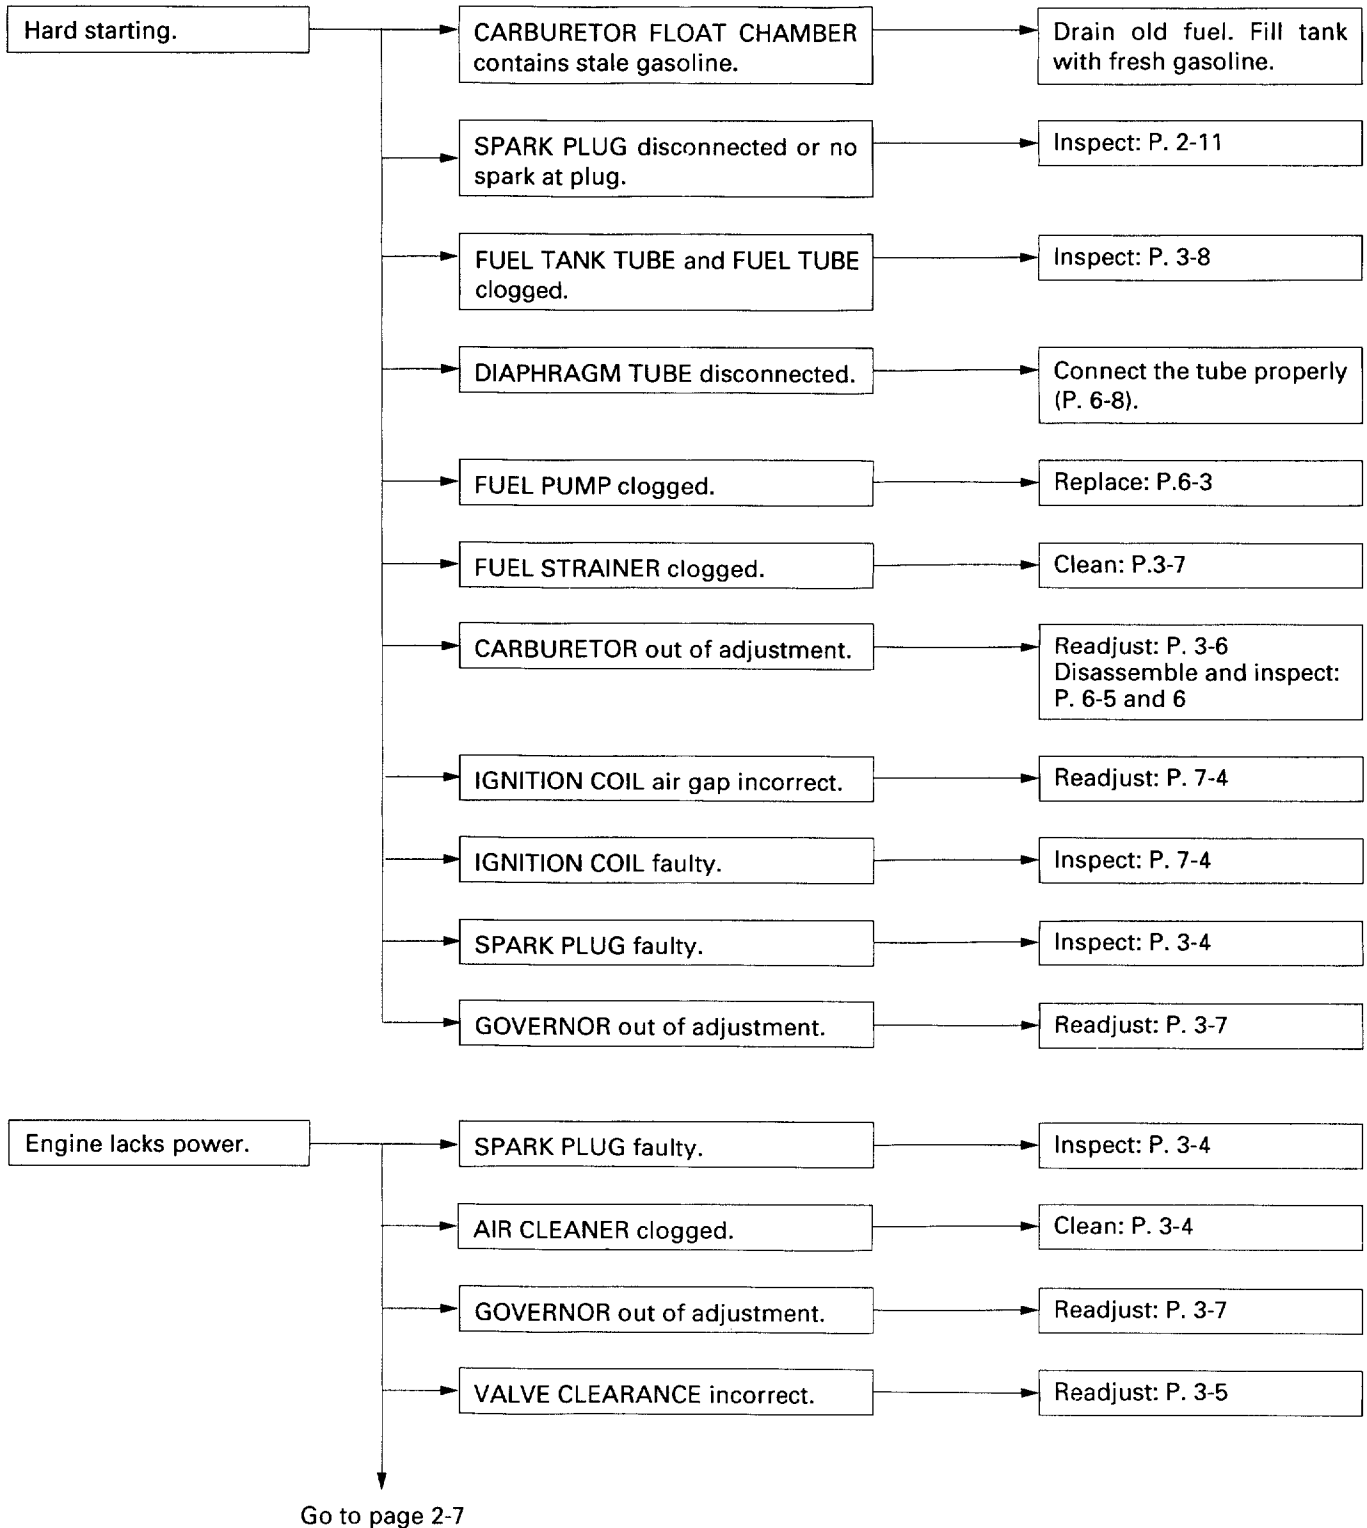 Hard starting.
CARBURETOR FLOAT CHAMBER
contains stale gasoline.
Drain old fuel. Fill tank
with fresh gasoline.
SPARK PLUG disconnected or no
spark at plug.
Inspect: P. 2-11
FUEL TANK TUBE and FUEL TUBE
clogged.
Inspect: P. 3-8
DIAPHRAGM TUBE disconnected.
Connect the tube properly
(P. 6-8).
FUEL PUMP clogged.
Replace: P.6-3
FUEL STRAINER clogged.
Clean: P.3-7
CARBURETOR out of adjustment.
Readjust: P. 3-6
Disassemble and inspect:
P. 6-5 and 6
IGNITION COIL air gap incorrect.
Readjust: P. 7-4
IGNITION COIL faulty.
Inspect: P. 7-4
SPARK PLUG faulty.
Inspect: P. 3-4
GOVERNOR out of adjustment.
Readjust: P. 3-7
Engine lacks power.
SPARK PLUG faulty.
Inspect: P. 3-4
AIR CLEANER clogged.
Clean: P. 3-4
GOVERNOR out of adjustment.
Readjust: P. 3-7
VALVE CLEARANCE incorrect.
Readjust: P. 3-5
Go to page 2-7